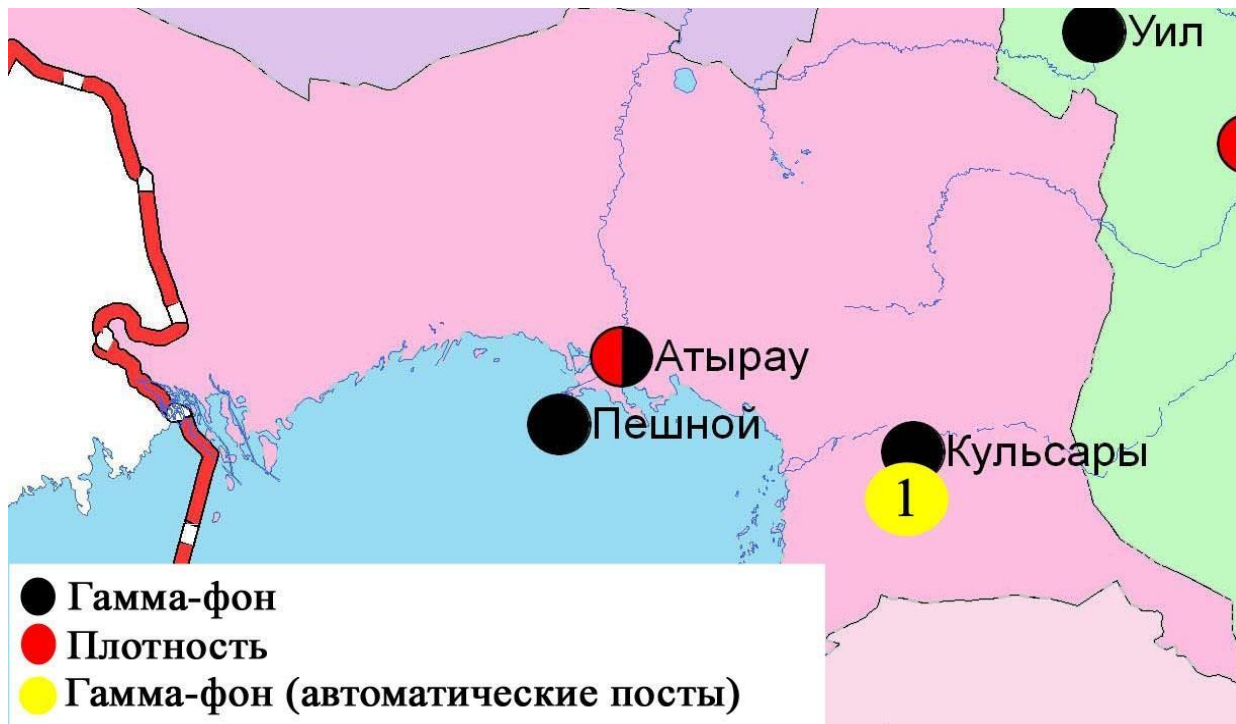 Уил
Атырау
Пешной
Кульсары
1
Гамма-фон
Плотность
Гамма-фон (автоматические посты)